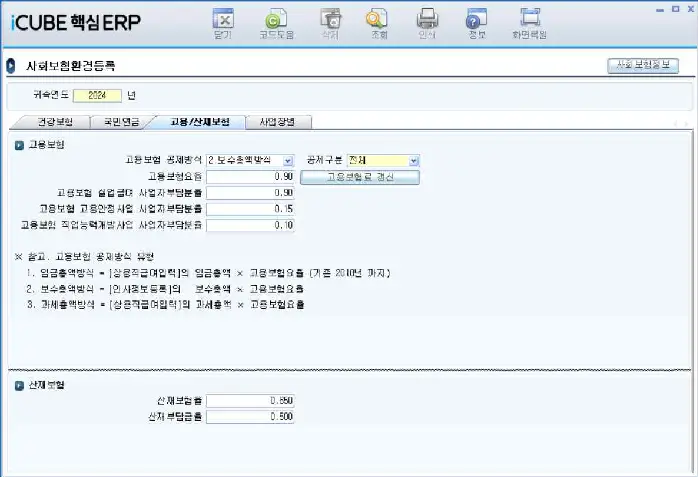 iCUBE 핵심ERP
닫기 코드도움 삭제 조회 인쇄 정보 화면확원
사회보험환경등록
사회보험정보
귀속연도 2024 년
건강보험 국민연금 고용/산재보험 사업장별
고용보험
고용보험 공제방식 2.보수총액방식 공제구분 전체
고용보험요율 0.90 고용보험료 갱신
고용보험 실업급여 사업자부담분율 0.90
고용보험 고용안정사업 사업자부담율 0.15
고용보험 직업능력개발사업 사업자부담율 0.10
※ 참고. 고용보험 공제방식 유형
1. 임금총액방식 = [상용직급여입력]의 임금총액 × 고용보험요율 (기존 2010년 까지)
2. 보수총액방식 = [인사정보등록]의 보수총액 × 고용보험요율
3. 과세총액방식 = [상용직급여입력]의 과세총액 × 고용보험요율
산재보험
산재보험율 0.650
산재부담금율 0.500